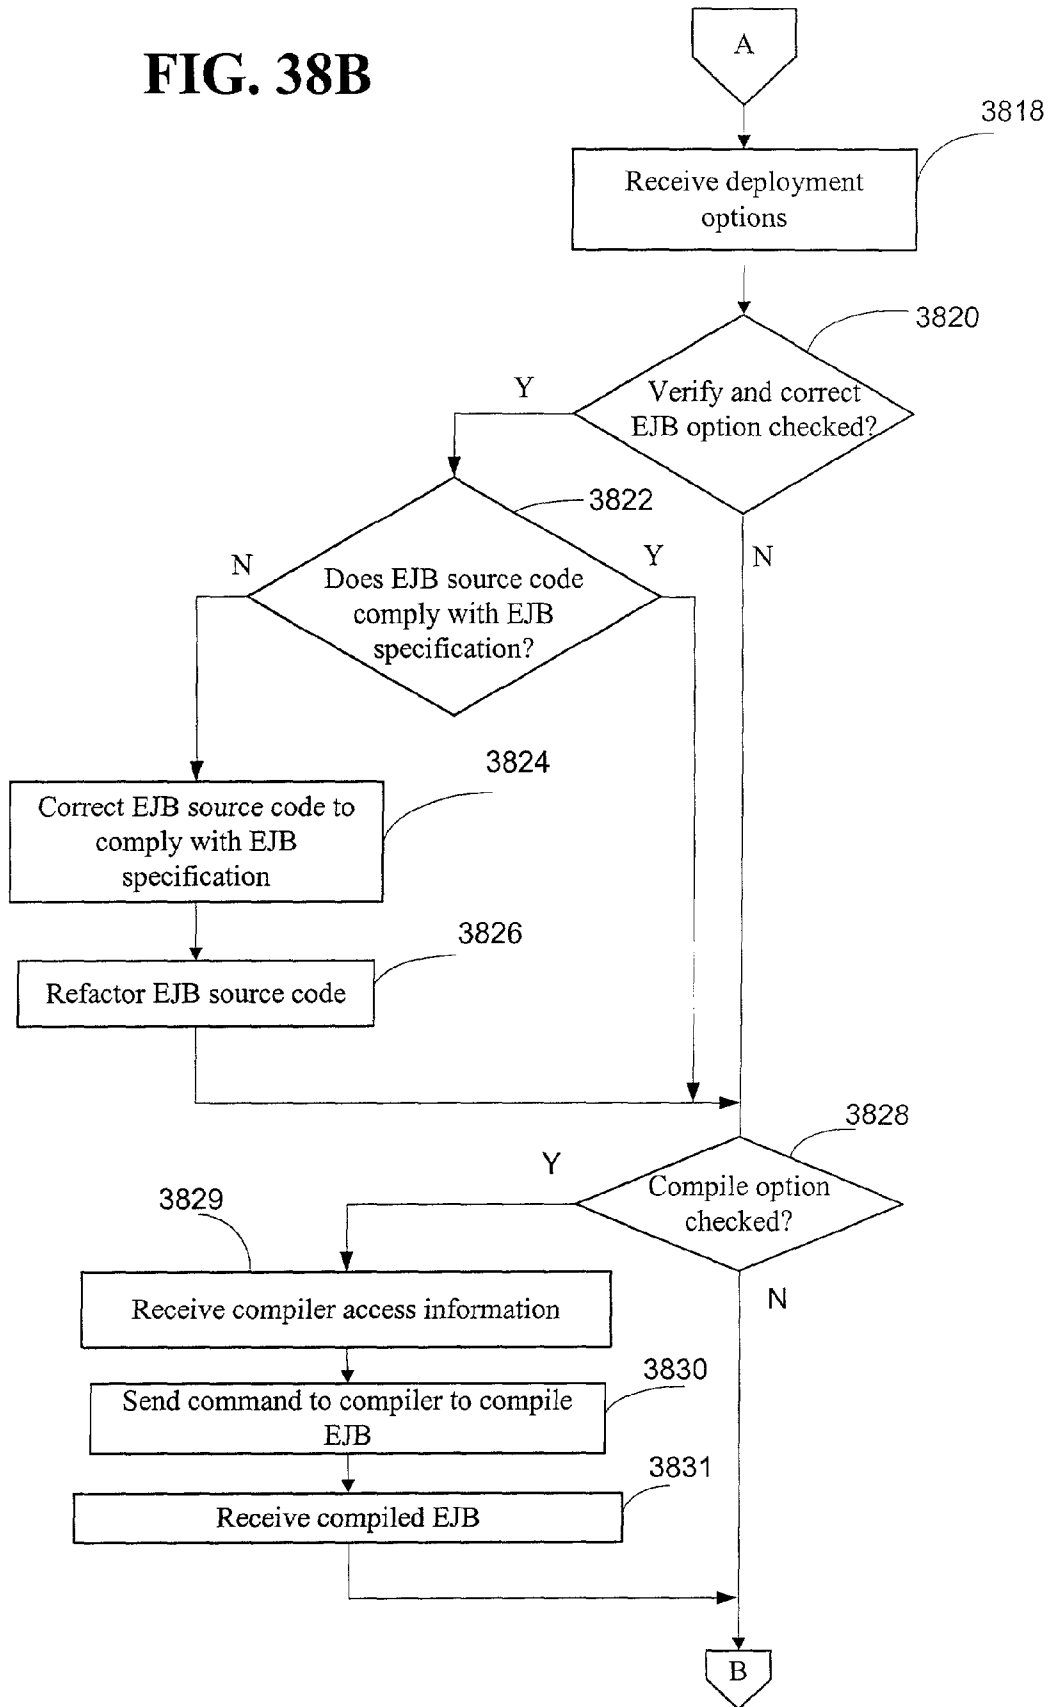 FIG. 38B
A
3818
Receive deployment
options
3820
Y
Verify and correct
EJB option checked?
3822
N
Y
N
Does EJB source code
comply with EJB
specification?
3824
Correct EJB source code to
comply with EJB
specification
3826
Refactor EJB source code
3828
Y
Compile option
checked?
3829
N
Receive compiler access information
3830
Send command to compiler to compile
EJB
3831
Receive compiled EJB
B